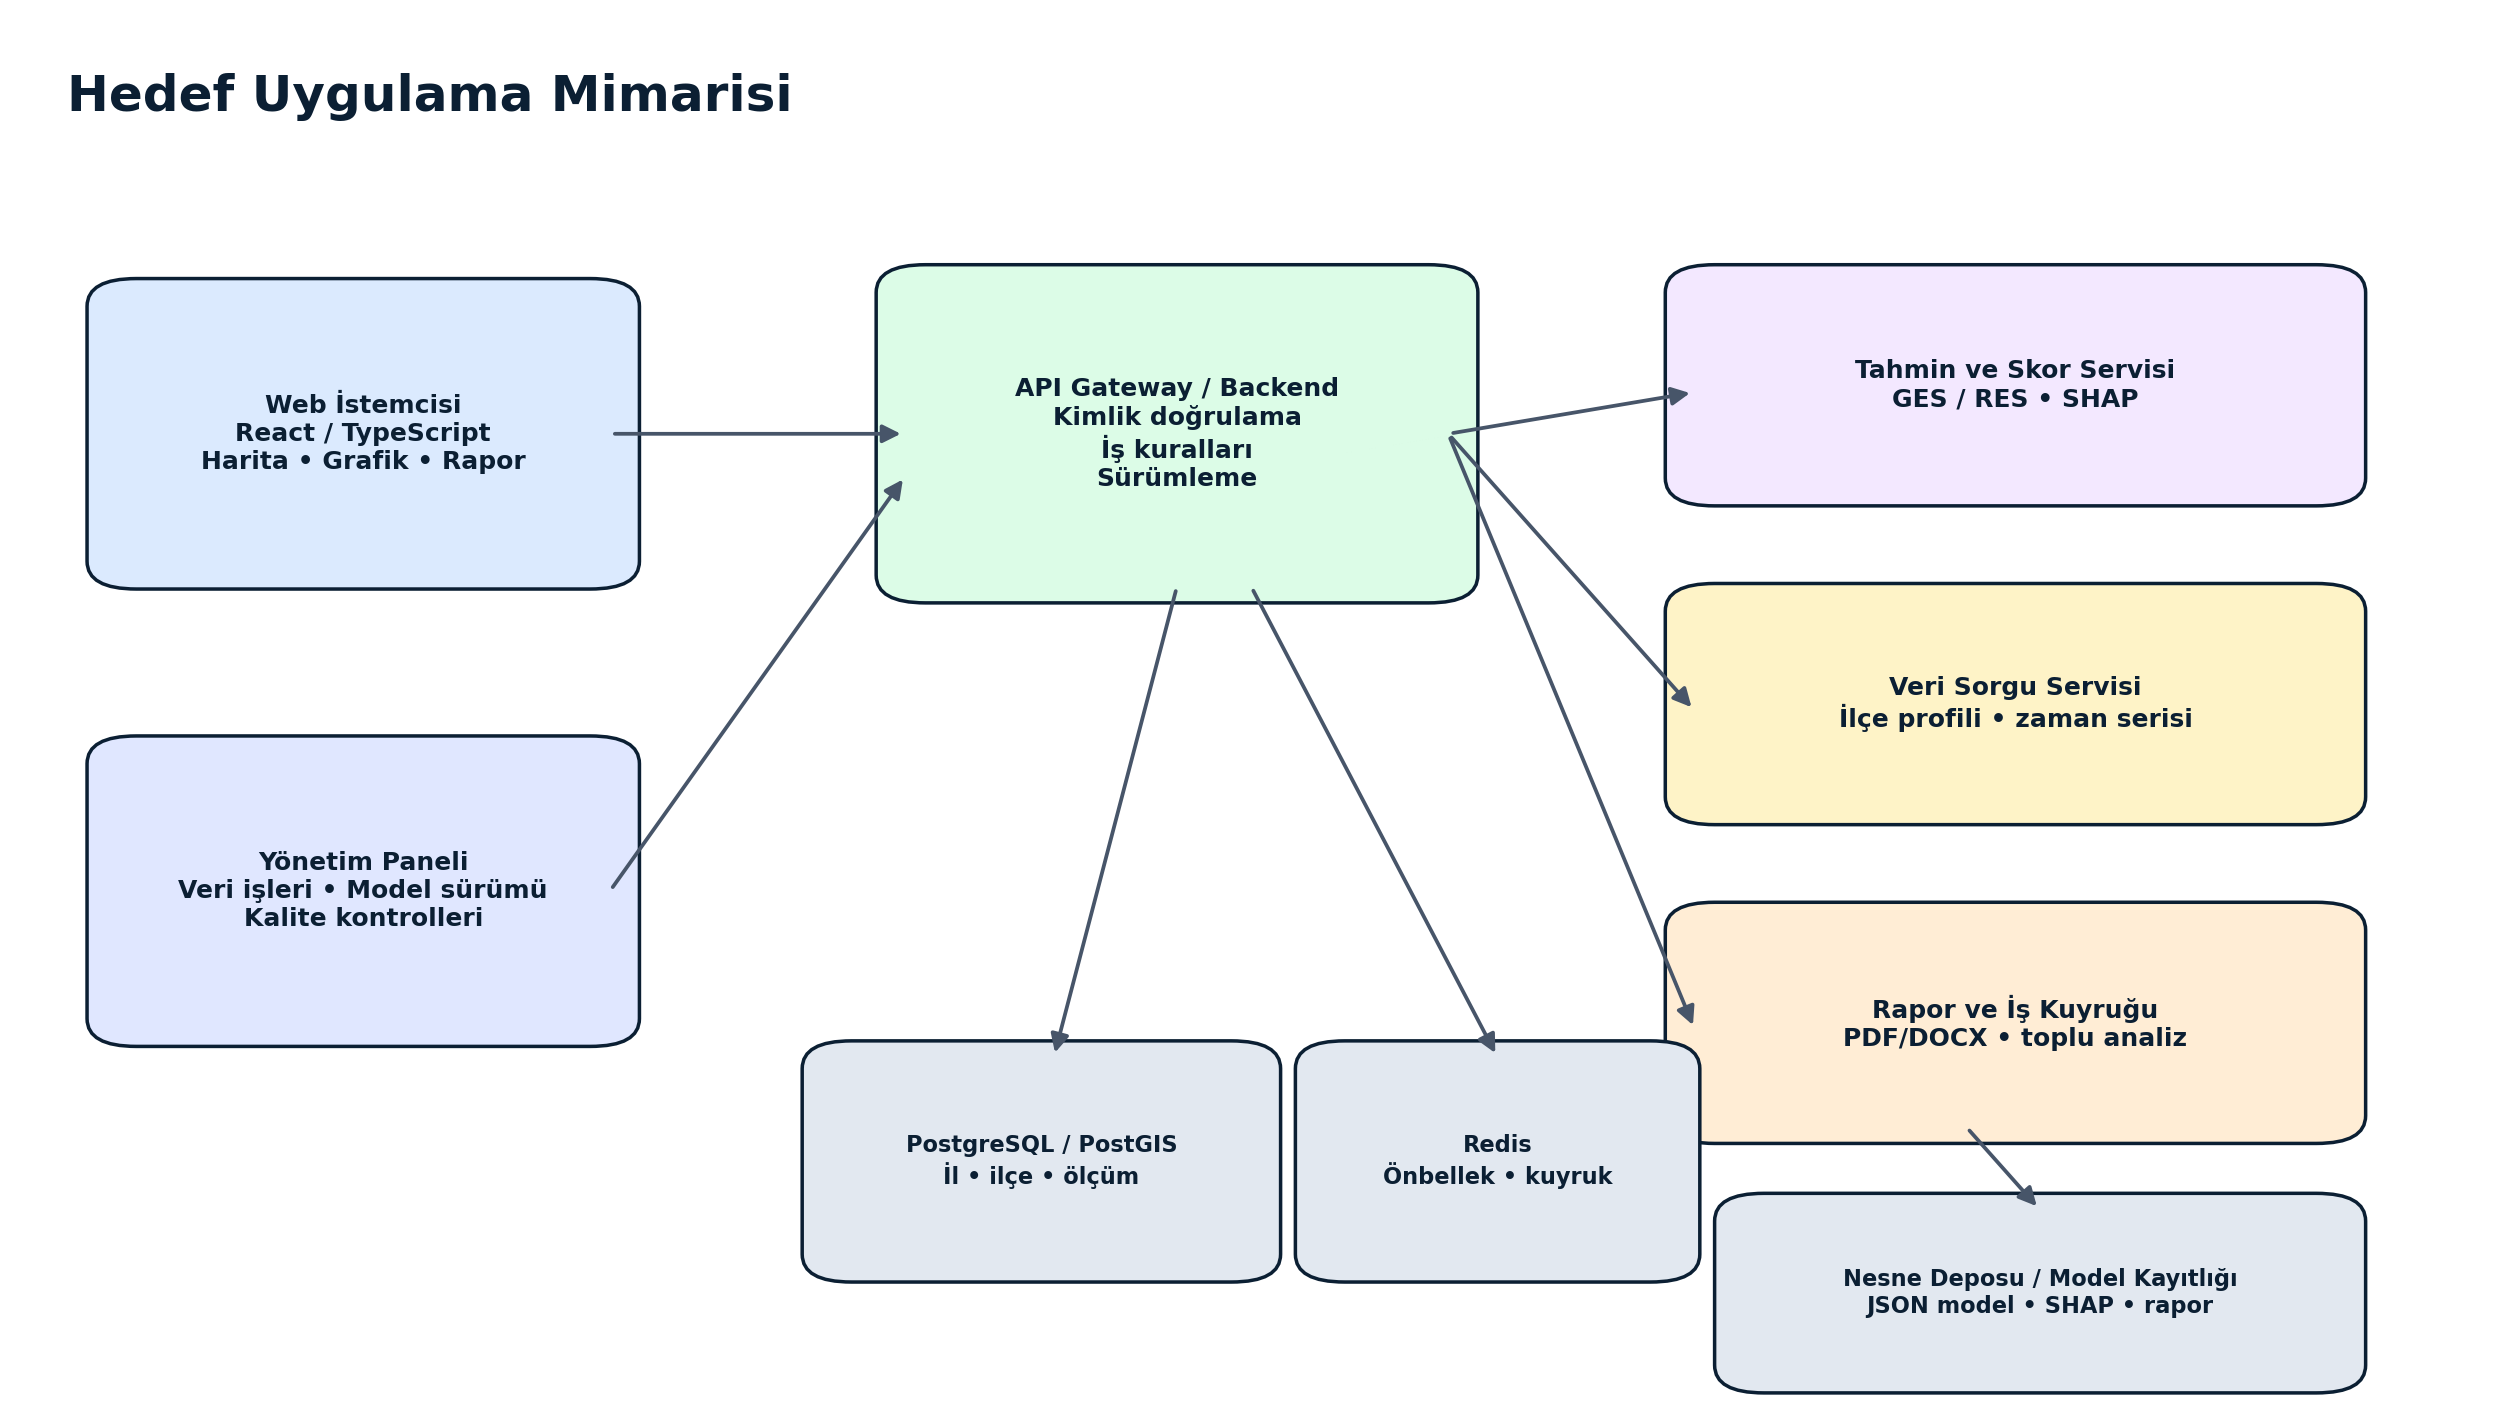 Hedef Uygulama Mimarisi
Web İstemcisi
React / TypeScript
Harita • Grafik • Rapor
API Gateway / Backend
Kimlik doğrulama
İş kuralları
Sürümleme
Tahmin ve Skor Servisi
GES / RES • SHAP
Veri Sorgu Servisi
İlçe profili • zaman serisi
Yönetim Paneli
Veri işleri • Model sürümü
Kalite kontrolleri
Rapor ve İş Kuyruğu
PDF/DOCX • toplu analiz
PostgreSQL / PostGIS
İl • ilçe • ölçüm
Redis
Önbellek • kuyruk
Nesne Deposu / Model Kayıtlığı
JSON model • SHAP • rapor